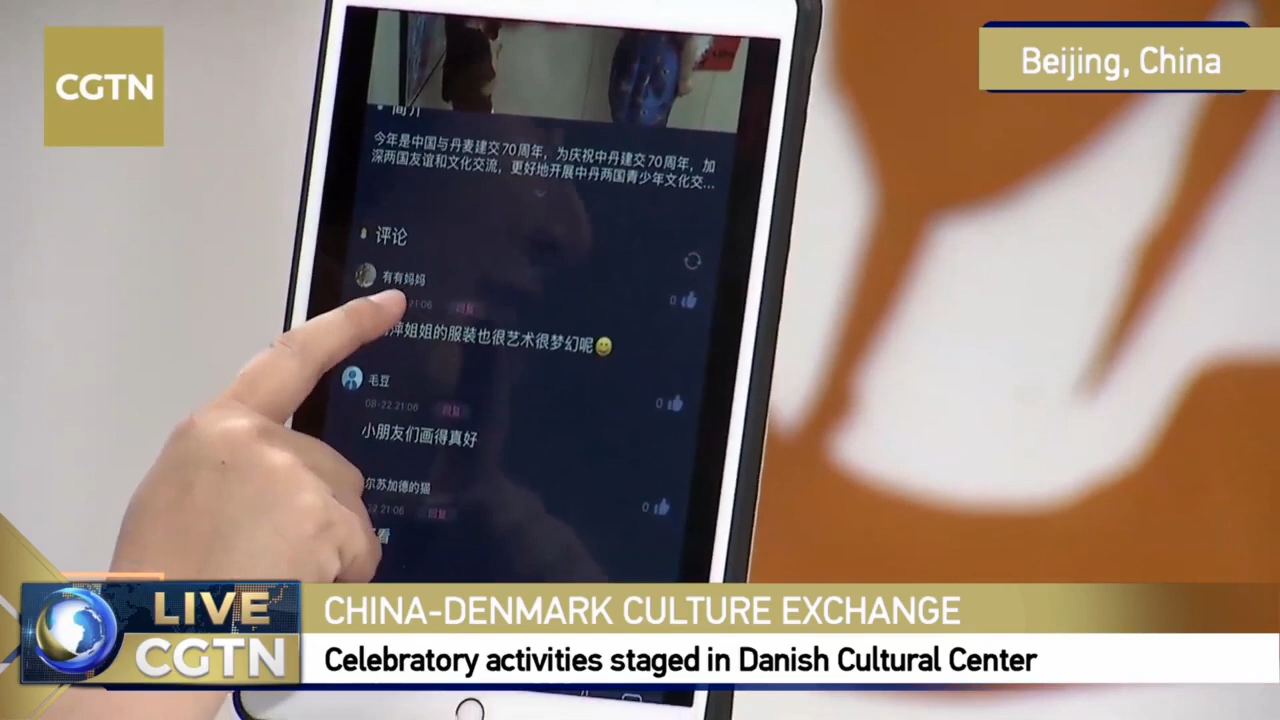 CGTN
Beijing, China
简介
今年是中国与丹麦建交70周年，为庆祝中丹建交70周年，加
深两国友谊和文化交流，更好地开展中丹两国青少年文化交...
评论
有有妈妈
21:06 回复
0
萍姐姐的服装也很艺术很梦幻呢😄
毛豆
08-22 21:06 回复
0
小朋友们画得真好
尔苏加德的猫
22 21:06 回复
0
看
LIVE
CGTN
CHINA-DENMARK CULTURE EXCHANGE
Celebratory activities staged in Danish Cultural Center